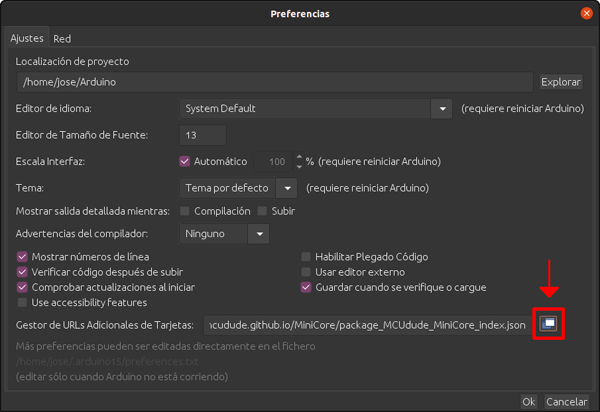 Preferencias
Ajustes Red
Localización de proyecto
/home/jose/Arduino Explorar
Editor de idioma: System Default (requiere reiniciar Arduino)
Editor de Tamaño de Fuente: 13
Escala Interfaz: Automático 100 % (requiere reiniciar Arduino)
Tema: Tema por defecto (requiere reiniciar Arduino)
Mostrar salida detallada mientras: Compilación Subir
Advertencias del compilador: Ninguno
Mostrar números de línea Habilitar Plegado Código
Verificar código después de subir Usar editor externo
Comprobar actualizaciones al iniciar Guardar cuando se verifique o cargue
Use accessibility features
Gestor de URLs Adicionales de Tarjetas: cudude.github.io/MiniCore/package_MCUdude_MiniCore_index.json
Más preferencias pueden ser editadas directamente en el fichero
/home/jose/.arduino15/preferences.txt
(editar sólo cuando Arduino no está corriendo)
Ok Cancelar